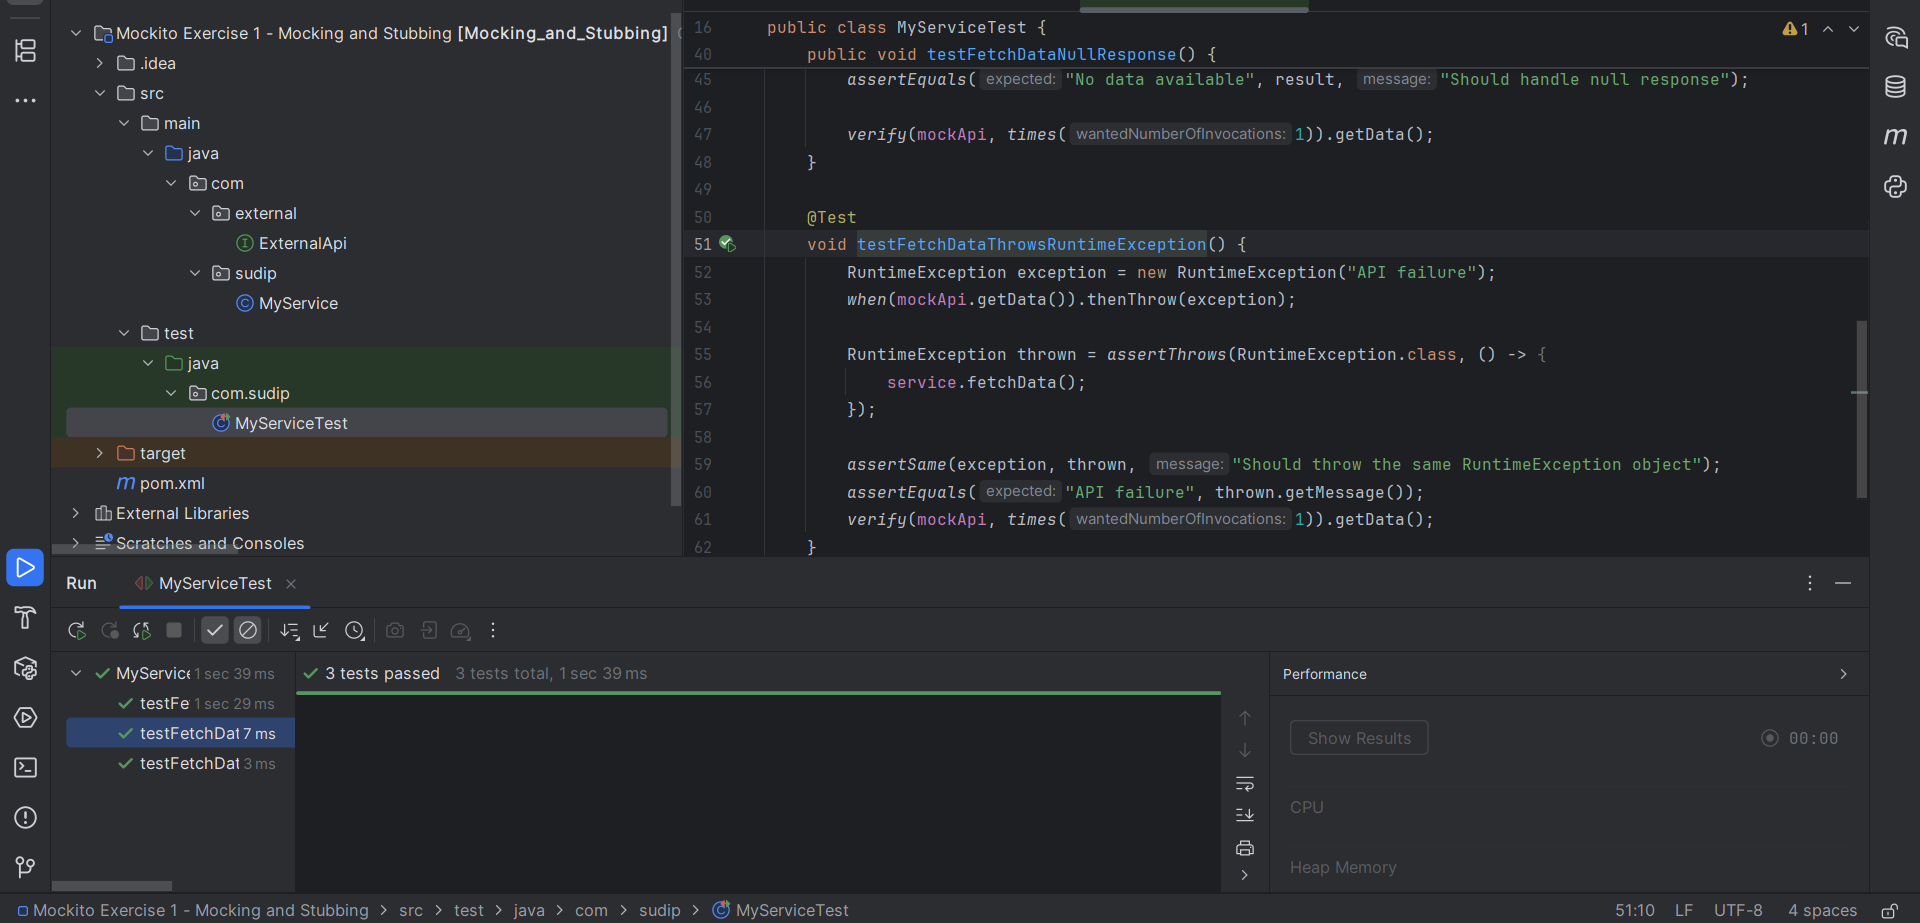 Mockito Exercise 1 - Mocking and Stubbing [Mocking_and_Stubbing]
.idea
src
main
java
com
external
ExternalApi
sudip
MyService
test
java
com.sudip
MyServiceTest
target
pom.xml
External Libraries
Scratches and Consoles
16 public class MyServiceTest {
40 public void testFetchDataNullResponse() {
1
45 assertEquals( expected: "No data available", result, message: "Should handle null response");
46
47 verify(mockApi, times( wantedNumberOfInvocations: 1)).getData();
48 }
49
50 @Test
51 void testFetchDataThrowsRuntimeException() {
52 RuntimeException exception = new RuntimeException("API failure");
53 when(mockApi.getData()).thenThrow(exception);
54
55 RuntimeException thrown = assertThrows(RuntimeException.class, () -> {
56 service.fetchData();
57 });
58
59 assertSame(exception, thrown, message: "Should throw the same RuntimeException object");
60 assertEquals( expected: "API failure", thrown.getMessage());
61 verify(mockApi, times( wantedNumberOfInvocations: 1)).getData();
62 }
Run MyServiceTest
MyService 1 sec 39 ms
testFe 1 sec 29 ms
testFetchDat 7 ms
testFetchDat 3 ms
3 tests passed 3 tests total, 1 sec 39 ms
Performance
Show Results 00:00
CPU
Heap Memory
Mockito Exercise 1 - Mocking and Stubbing > src > test > java > com > sudip > MyServiceTest
51:10 LF UTF-8 4 spaces